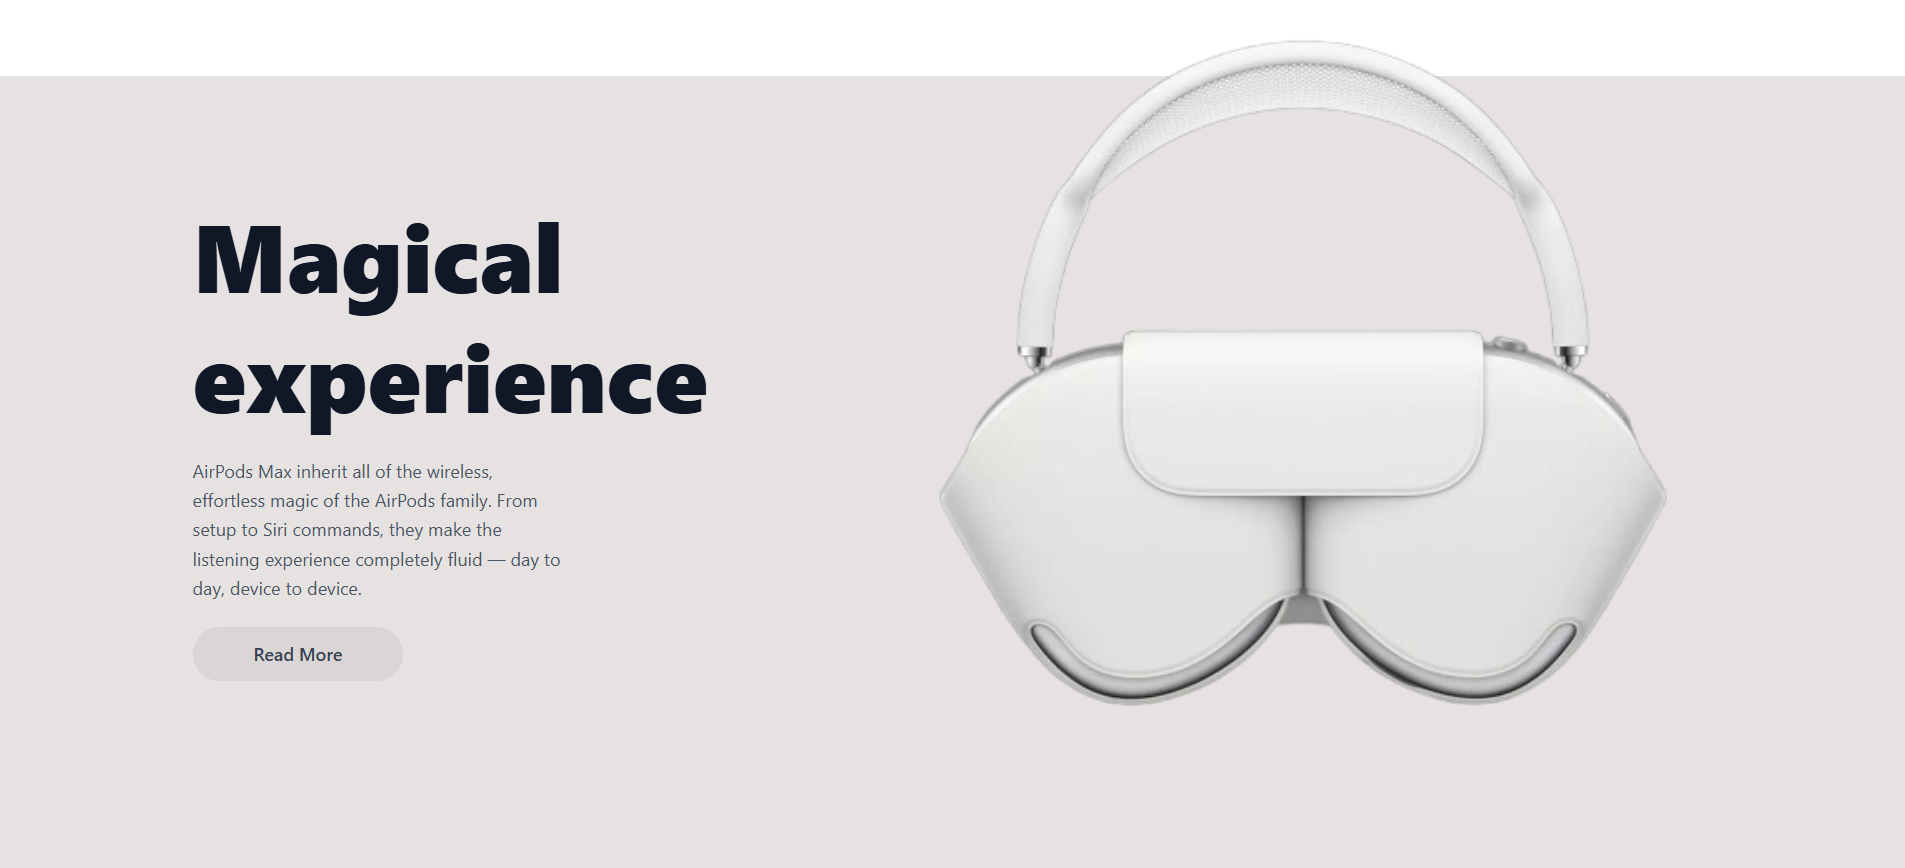 Magical
experience
AirPods Max inherit all of the wireless,
effortless magic of the AirPods family. From
setup to Siri commands, they make the
listening experience completely fluid — day to
day, device to device.
Read More